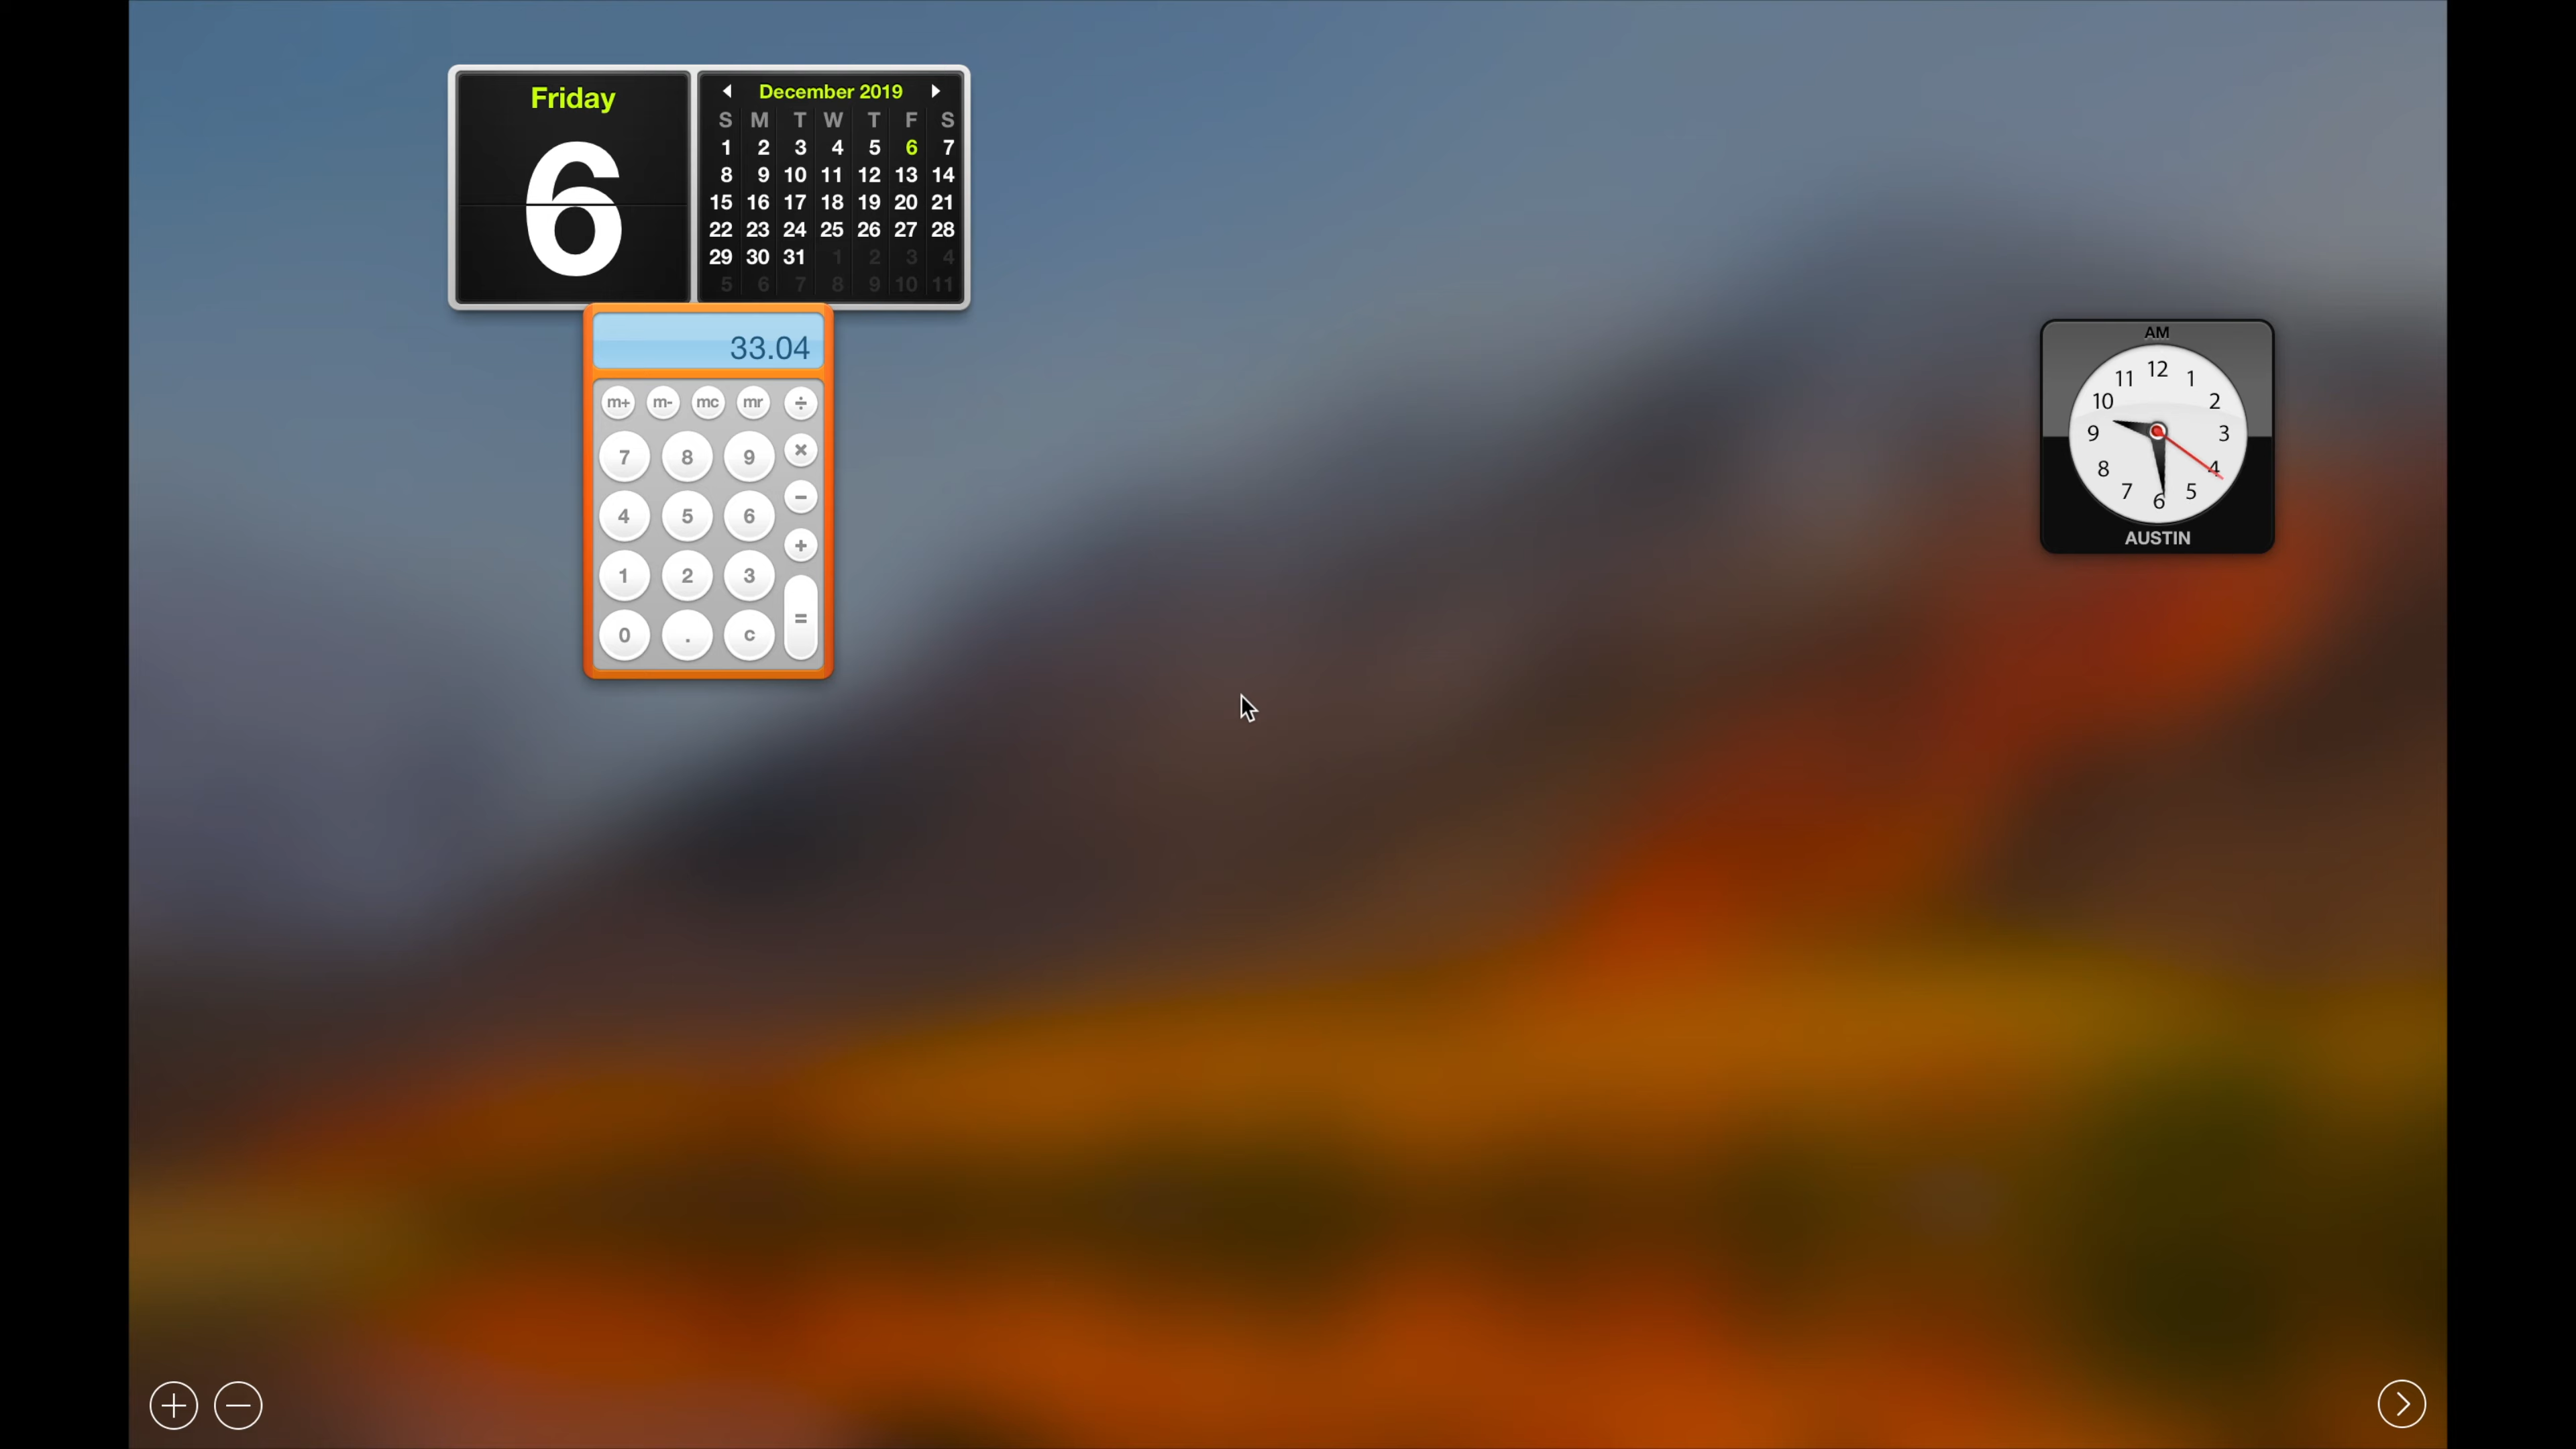 Friday
6
December 2019
S M T W T F S
1 2 3 4 5 6 7
8 9 10 11 12 13 14
15 16 17 18 19 20 21
22 23 24 25 26 27 28
29 30 31 1 2 3 4
5 6 7 8 9 10 11
33.04
m+ m- mc mr ÷
7 8 9 ×
4 5 6 −
+
1 2 3
0 . c =
AM
12
11 1
10 2
9 3
8 4
7 5
6
AUSTIN